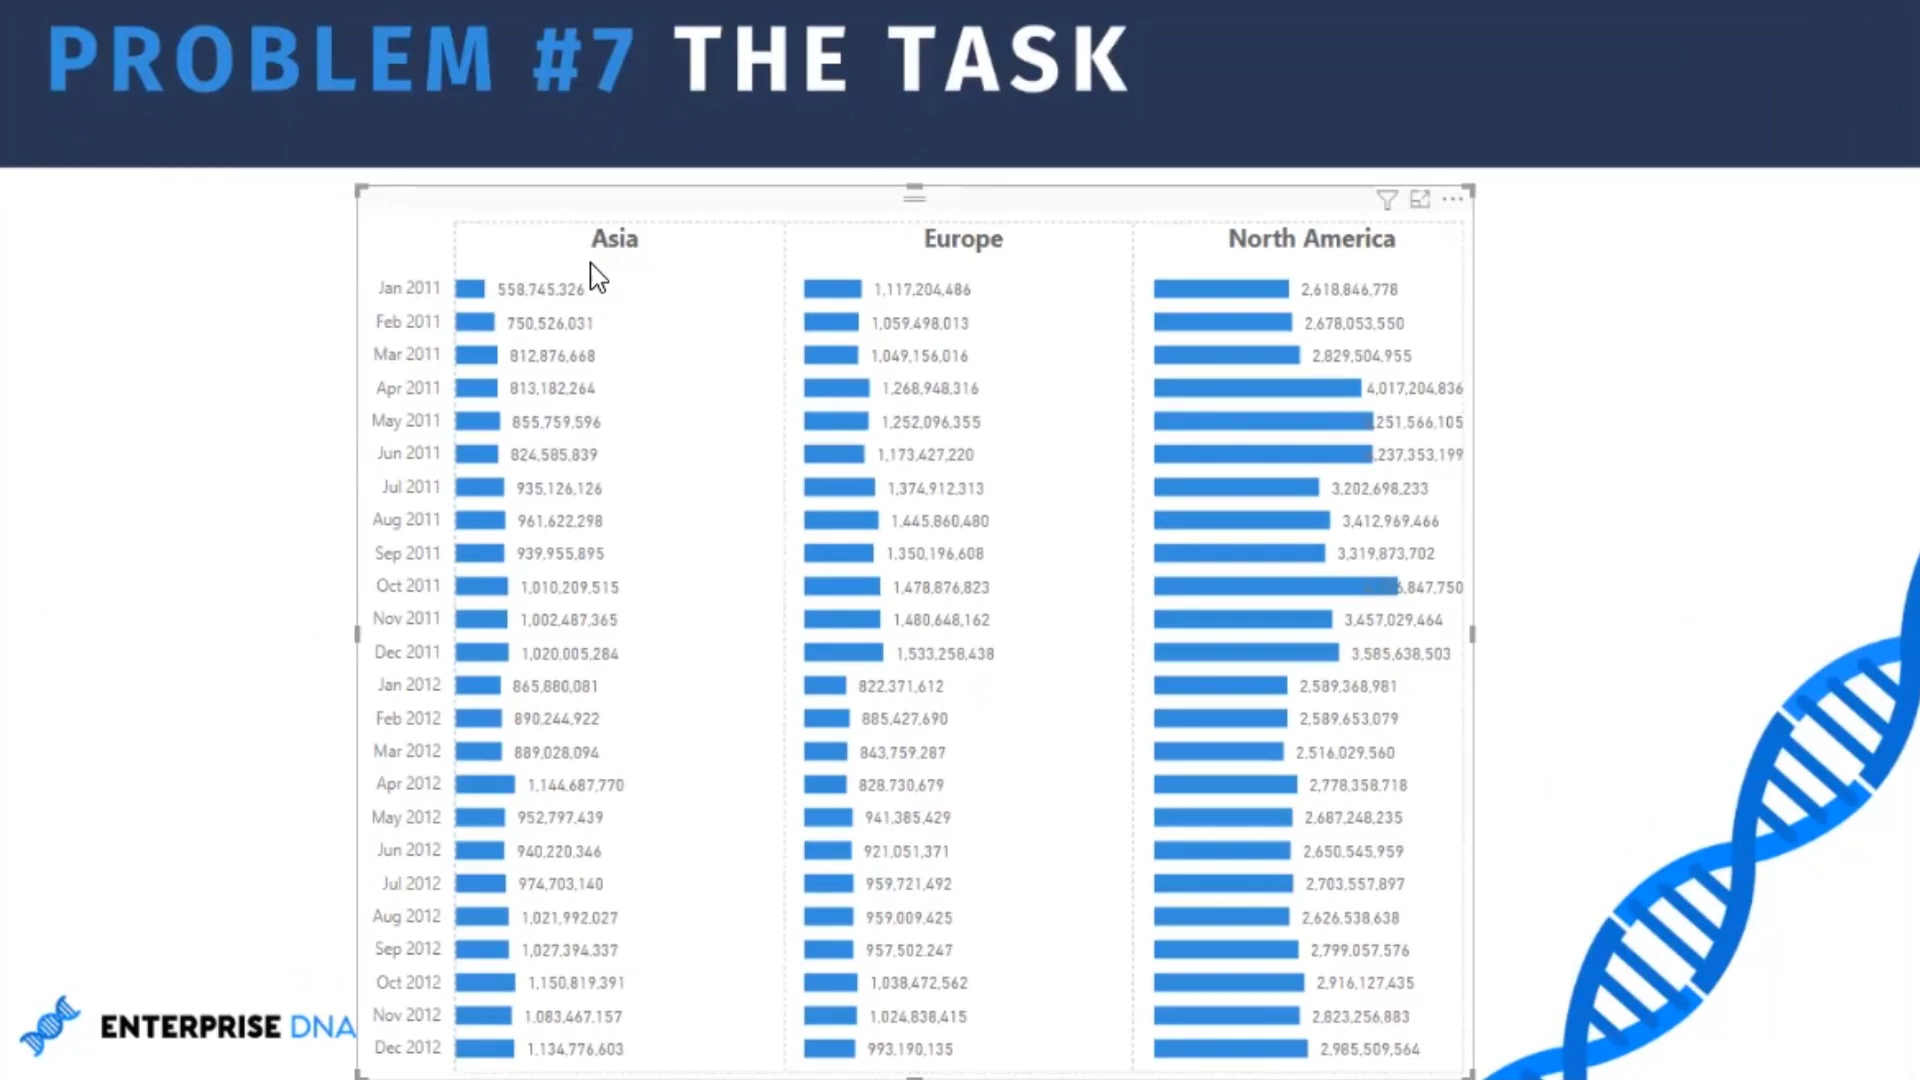 PROBLEM #7 THE TASK
Asia Europe North America
Jan 2011 558,745,326 1,117,204,486 2,618,846,778
Feb 2011 750,526,031 1,059,498,013 2,678,053,550
Mar 2011 812,876,668 1,049,156,016 2,829,504,955
Apr 2011 813,182,264 1,268,948,316 4,017,204,836
May 2011 855,759,596 1,252,096,355 251,566,105
Jun 2011 824,585,839 1,173,427,220 ,237,353,199
Jul 2011 935,126,126 1,374,912,313 3,202,698,233
Aug 2011 961,622,298 1,445,860,480 3,412,969,466
Sep 2011 939,955,895 1,350,196,608 3,319,873,702
Oct 2011 1,010,209,515 1,478,876,823 6,847,750
Nov 2011 1,002,487,365 1,480,648,162 3,457,029,464
Dec 2011 1,020,005,284 1,533,258,438 3,585,638,503
Jan 2012 865,880,081 822,371,612 2,589,368,981
Feb 2012 890,244,922 885,427,690 2,589,653,079
Mar 2012 889,028,094 843,759,287 2,516,029,560
Apr 2012 1,144,687,770 828,730,679 2,778,358,718
May 2012 952,797,439 941,385,429 2,687,248,235
Jun 2012 940,220,346 921,051,371 2,650,545,959
Jul 2012 974,703,140 959,721,492 2,703,557,897
Aug 2012 1,021,992,027 959,009,425 2,626,538,638
Sep 2012 1,027,394,337 957,502,247 2,799,057,576
Oct 2012 1,150,819,391 1,038,472,562 2,916,127,435
Nov 2012 1,083,467,157 1,024,838,415 2,823,256,883
Dec 2012 1,134,776,603 993,190,135 2,985,509,564
ENTERPRISE DNA